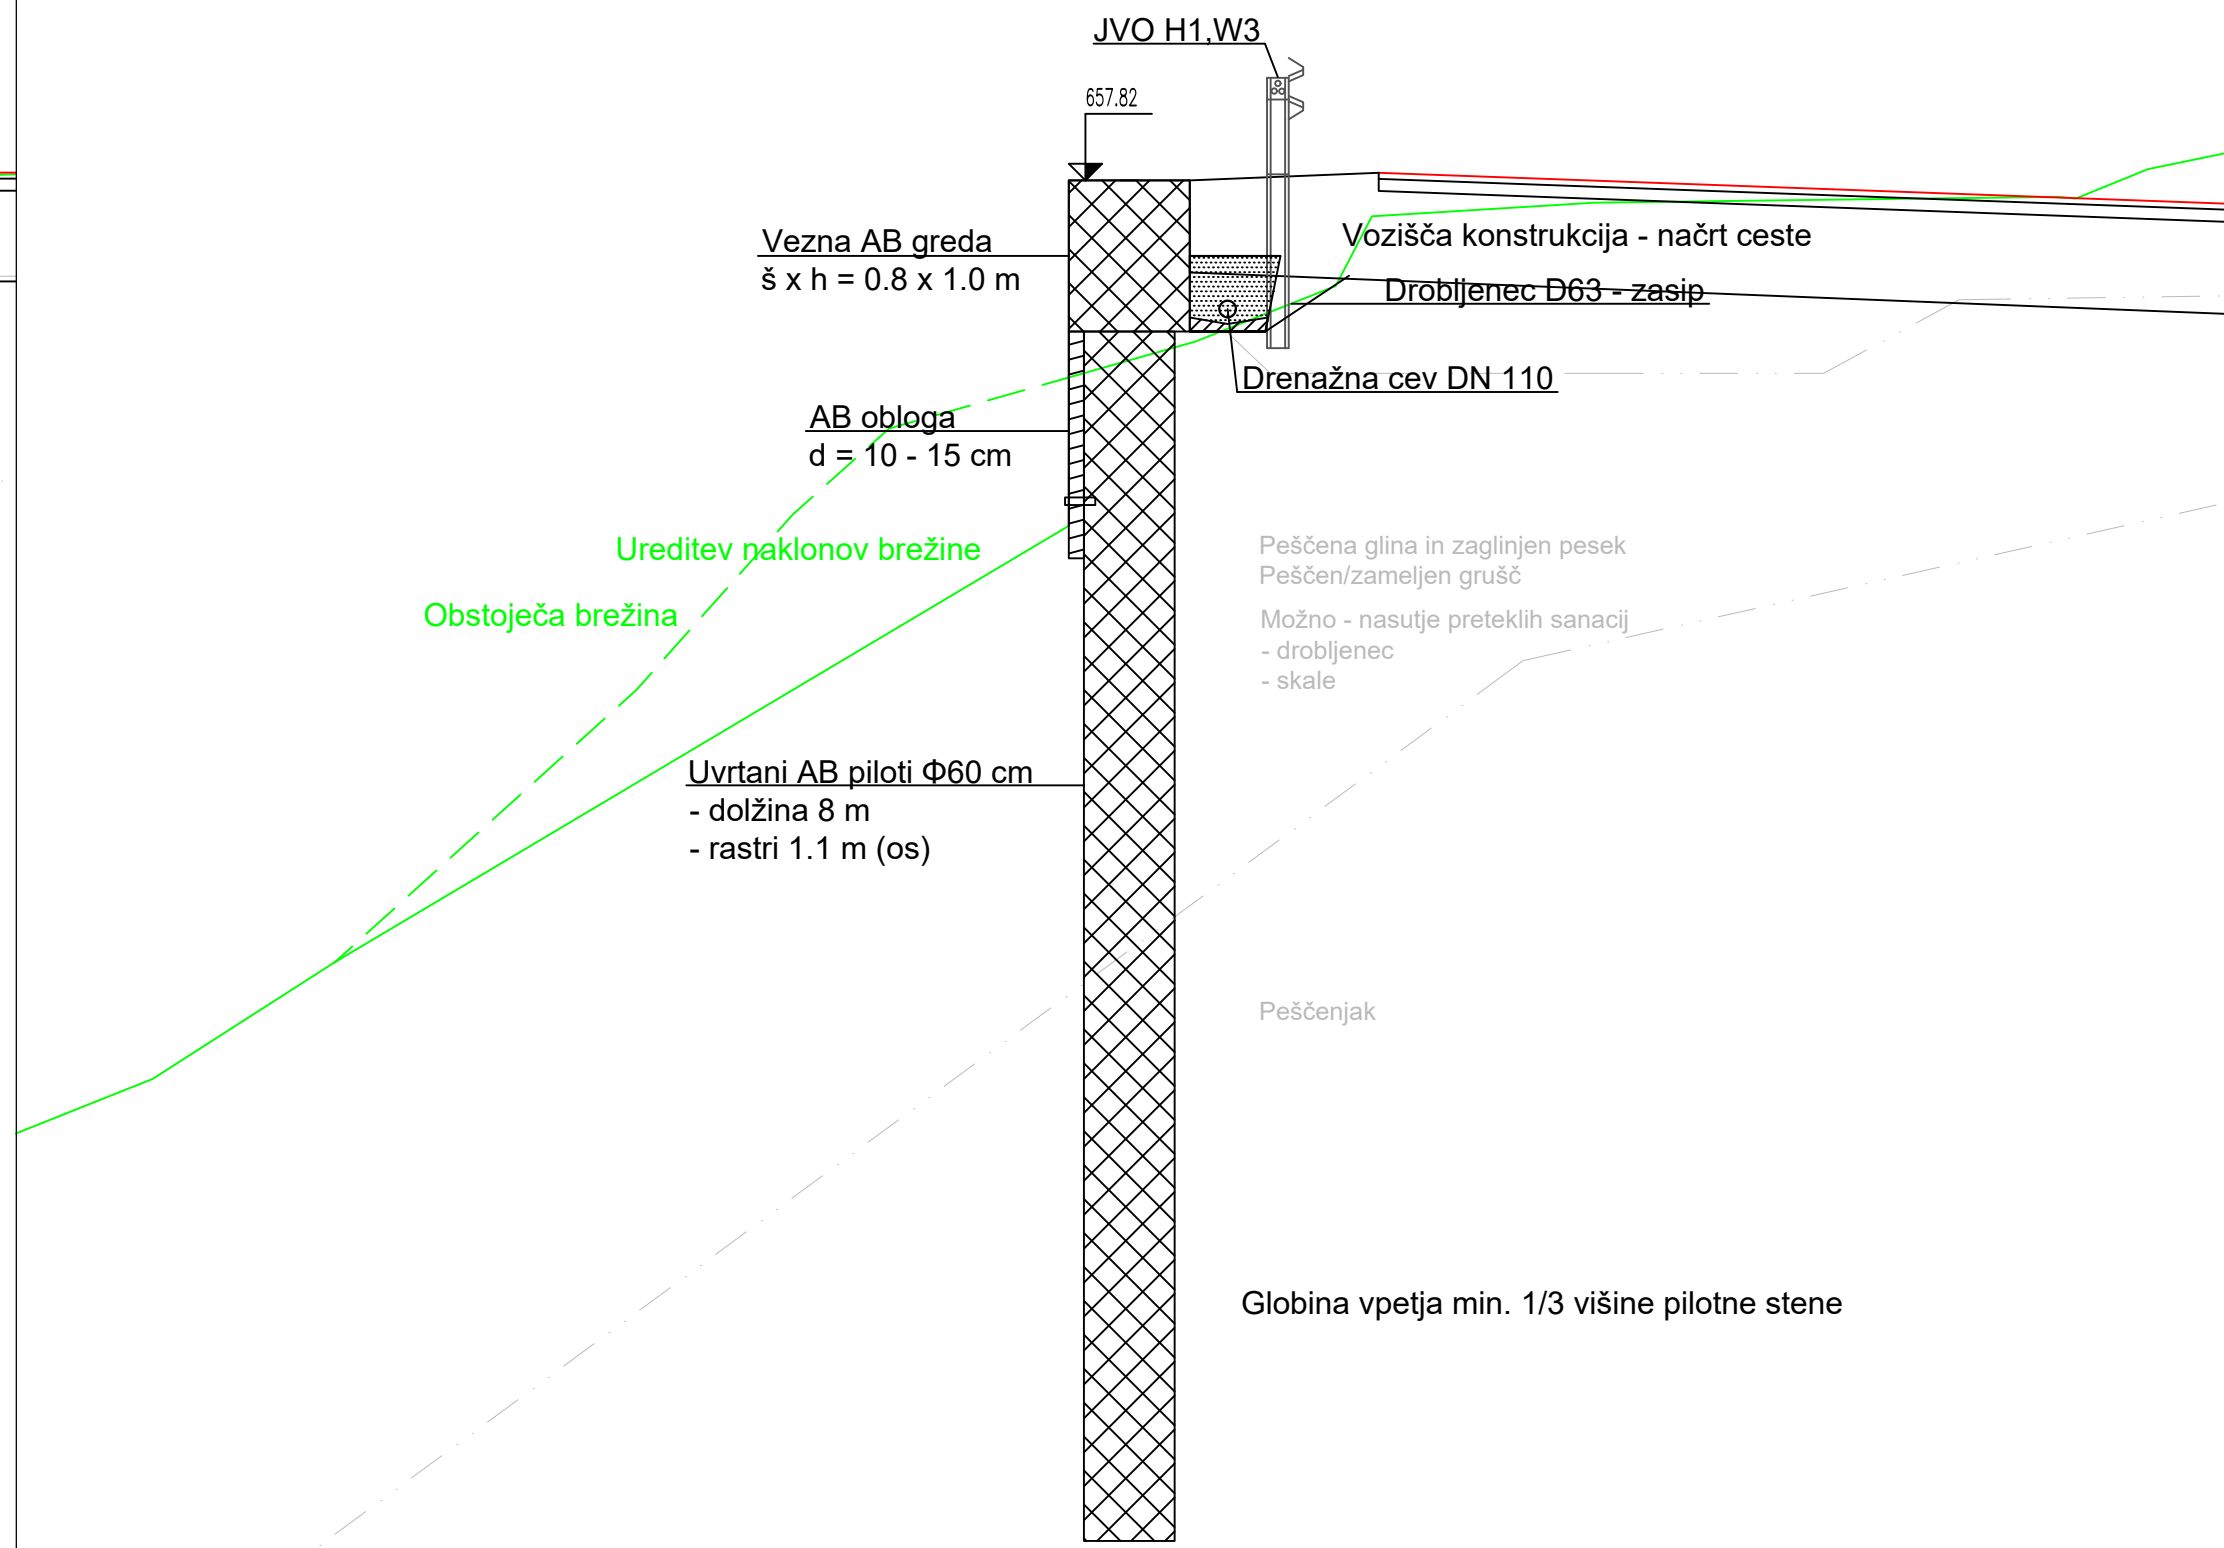 JVO H1,W3
657.82
Vezna AB greda
š x h = 0.8 x 1.0 m
Vozišča konstrukcija - načrt ceste
Drobljenec D63 - zasip
Drenažna cev DN 110
AB obloga
d = 10 - 15 cm
Ureditev naklonov brežine
Obstoječa brežina
Peščena glina in zaglinjen pesek
Peščen/zameljen grušč
Možno - nasutje preteklih sanacij
- drobljenec
- skale
Uvrtani AB piloti Φ60 cm
- dolžina 8 m
- rastri 1.1 m (os)
Peščenjak
Globina vpetja min. 1/3 višine pilotne stene